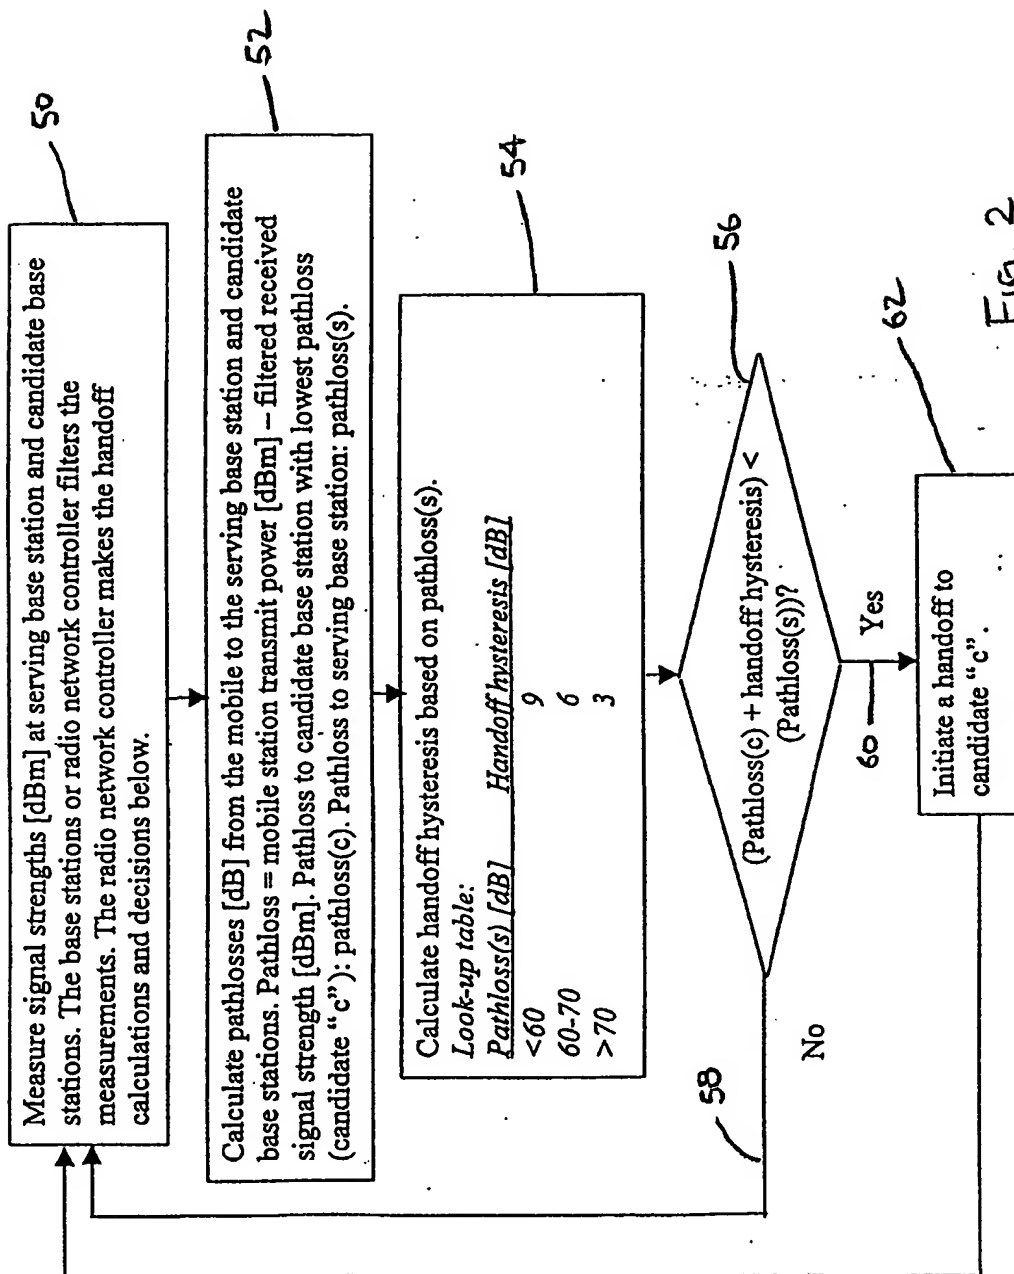 50
Measure signal strengths [dBm] at serving base station and candidate base
stations. The base stations or radio network controller filters the
measurements. The radio network controller makes the handoff
calculations and decisions below.
52
Calculate pathlosses [dB] from the mobile to the serving base station and candidate
base stations. Pathloss = mobile station transmit power [dBm] – filtered received
signal strength [dBm]. Pathloss to candidate base station with lowest pathloss
(candidate “c”): pathloss(c). Pathloss to serving base station: pathloss(s).
54
Calculate handoff hysteresis based on pathloss(s).
Look-up table:
Pathloss(s) [dB] Handoff hysteresis [dB]
<60 9
60-70 6
>70 3
56
(Pathloss(c) + handoff hysteresis) <
(Pathloss(s))?
58
No
60
Yes
62
Initiate a handoff to
candidate “c”.
Fig. 2